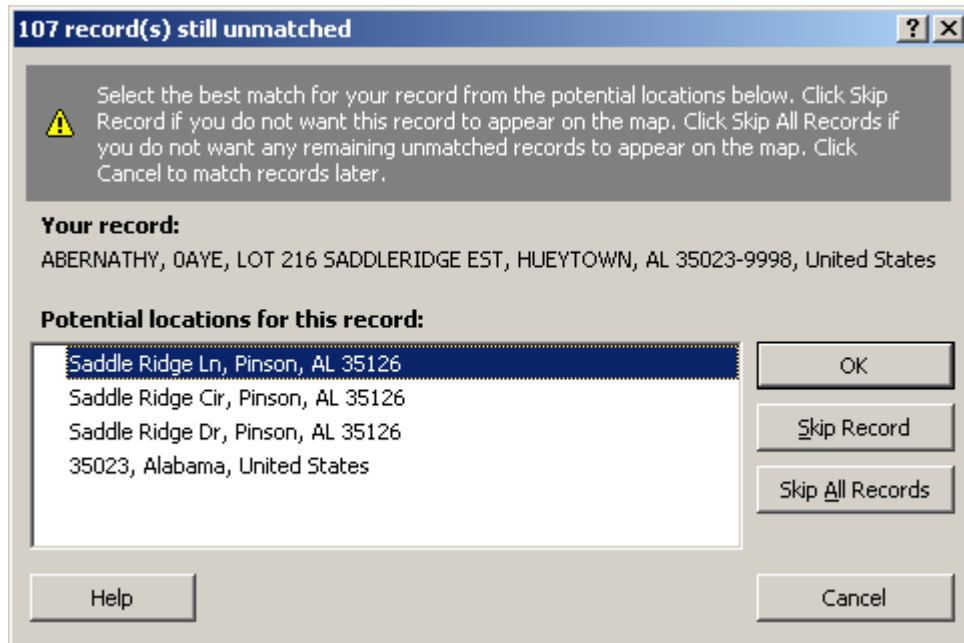 107 record(s) still unmatched
Select the best match for your record from the potential locations below. Click Skip
Record if you do not want this record to appear on the map. Click Skip All Records if
you do not want any remaining unmatched records to appear on the map. Click
Cancel to match records later.
Your record:
ABERNATHY, 0AYE, LOT 216 SADDLERIDGE EST, HUEYTOWN, AL 35023-9998, United States
Potential locations for this record:
Saddle Ridge Ln, Pinson, AL 35126
Saddle Ridge Cir, Pinson, AL 35126
Saddle Ridge Dr, Pinson, AL 35126
35023, Alabama, United States
OK
Skip Record
Skip All Records
Help
Cancel